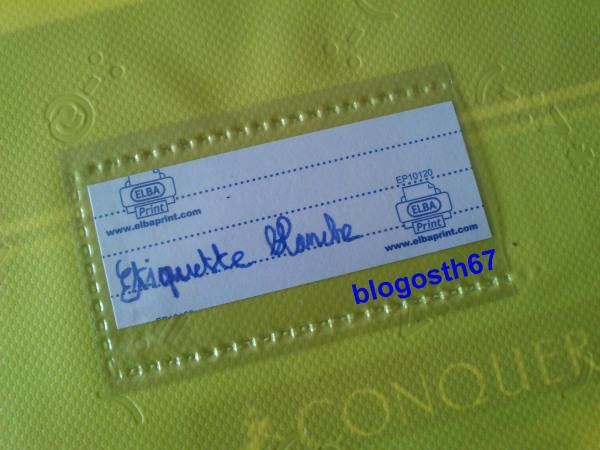 EP10120
ELBA
Print
www.elbaprint.com
ELBA
Print
www.elbaprint.com
Etiquette blanche
blogosth67
CONQUER